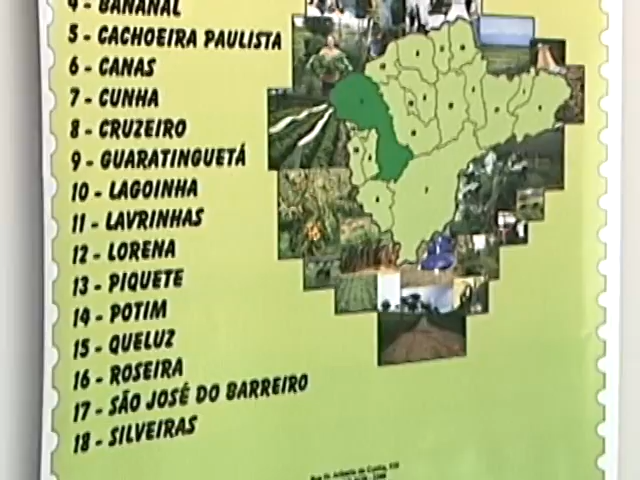 4 - BANANAL
5 - CACHOEIRA PAULISTA
6 - CANAS
7 - CUNHA
8 - CRUZEIRO
9 - GUARATINGUETÁ
10 - LAGOINHA
11 - LAVRINHAS
12 - LORENA
13 - PIQUETE
14 - POTIM
15 - QUELUZ
16 - ROSEIRA
17 - SÃO JOSÉ DO BARREIRO
18 - SILVEIRAS